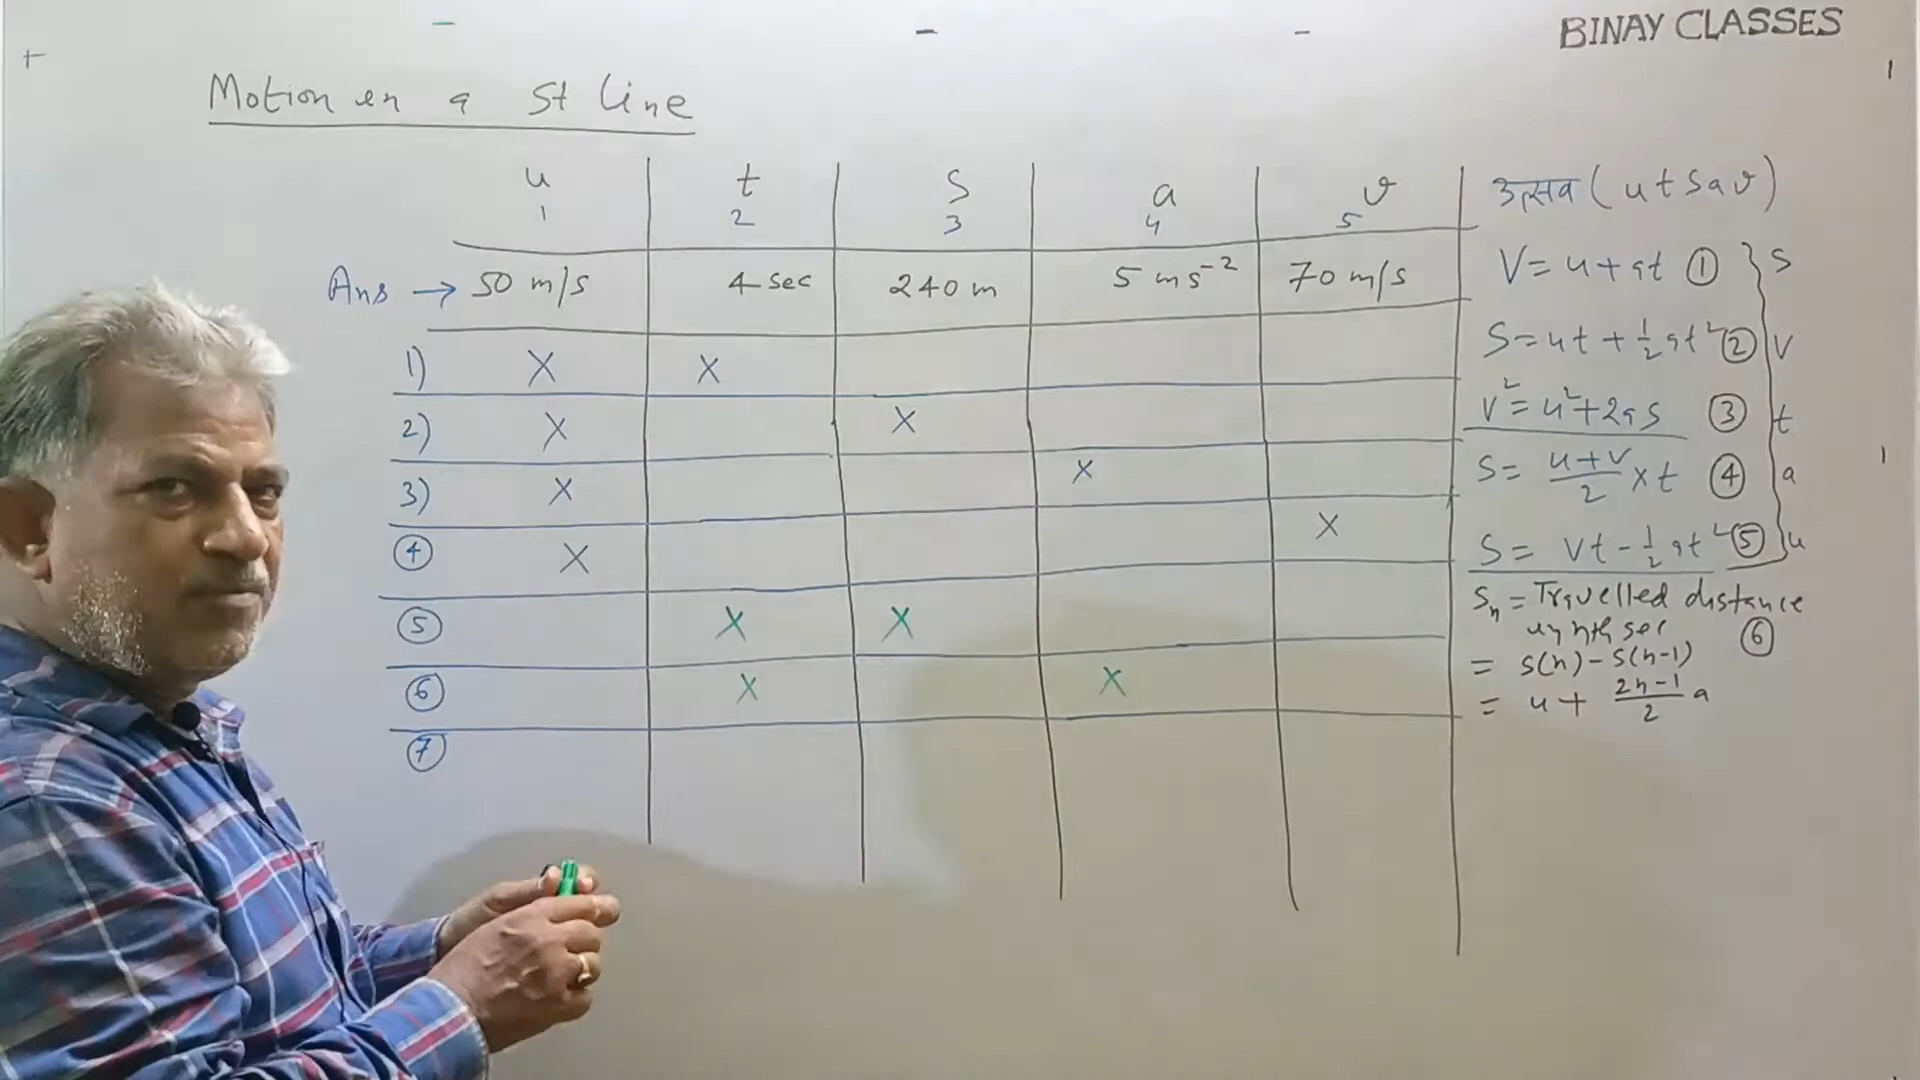 BINAY CLASSES
Motion in a St line
u t S a v
1 2 3 4 5
Ans → 50 m/s 4 sec 240 m 5 ms⁻² 70 m/s
1) X X
2) X X
3) X X
④ X X
⑤ X X
⑥ X X
⑦
उत्सव (utSav)
V = u + at ① S
S = ut + ½at² ② V
v² = u² + 2as ③ t
S = (u+v)/2 × t ④ a
S = Vt - ½at² ⑤ u
Sₙ = Travelled distance
in nth sec ⑥
= S(n) - S(n-1)
= u + (2n-1)/2 a